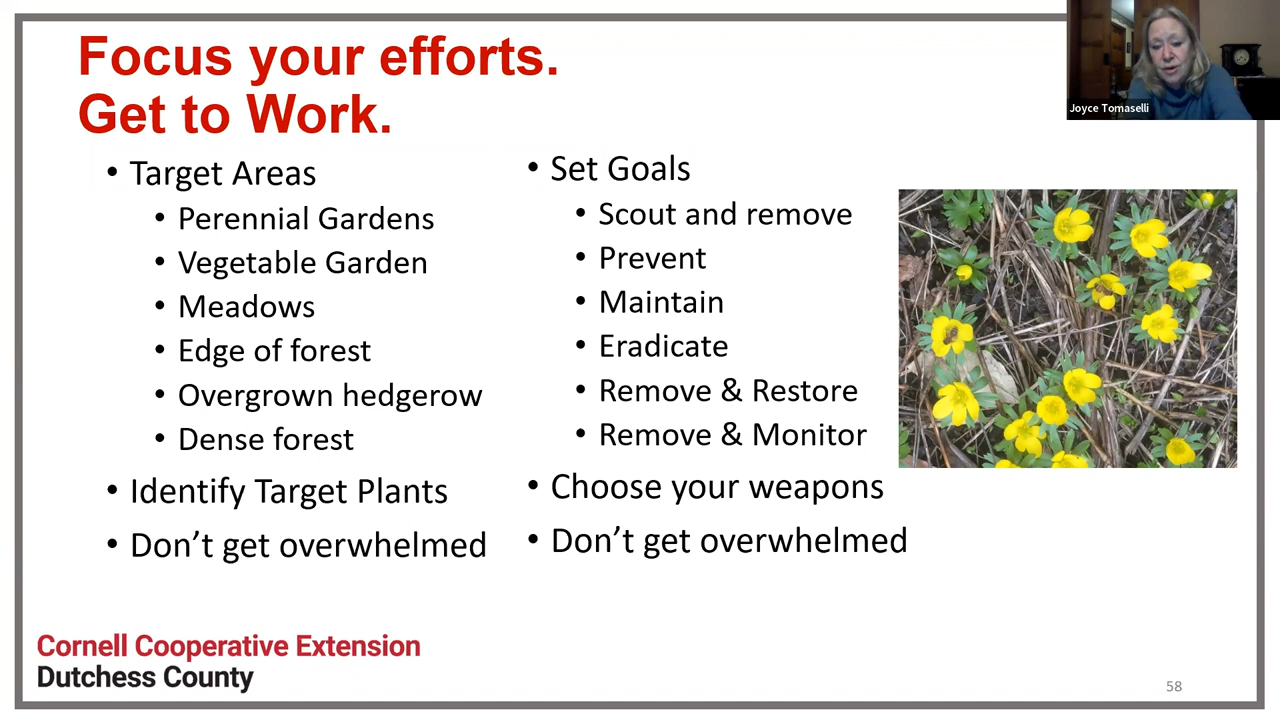 Focus your efforts.
Get to Work.
• Target Areas
• Perennial Gardens
• Vegetable Garden
• Meadows
• Edge of forest
• Overgrown hedgerow
• Dense forest
• Identify Target Plants
• Don’t get overwhelmed
• Set Goals
• Scout and remove
• Prevent
• Maintain
• Eradicate
• Remove & Restore
• Remove & Monitor
• Choose your weapons
• Don’t get overwhelmed
Joyce Tomaselli
Cornell Cooperative Extension
Dutchess County
58